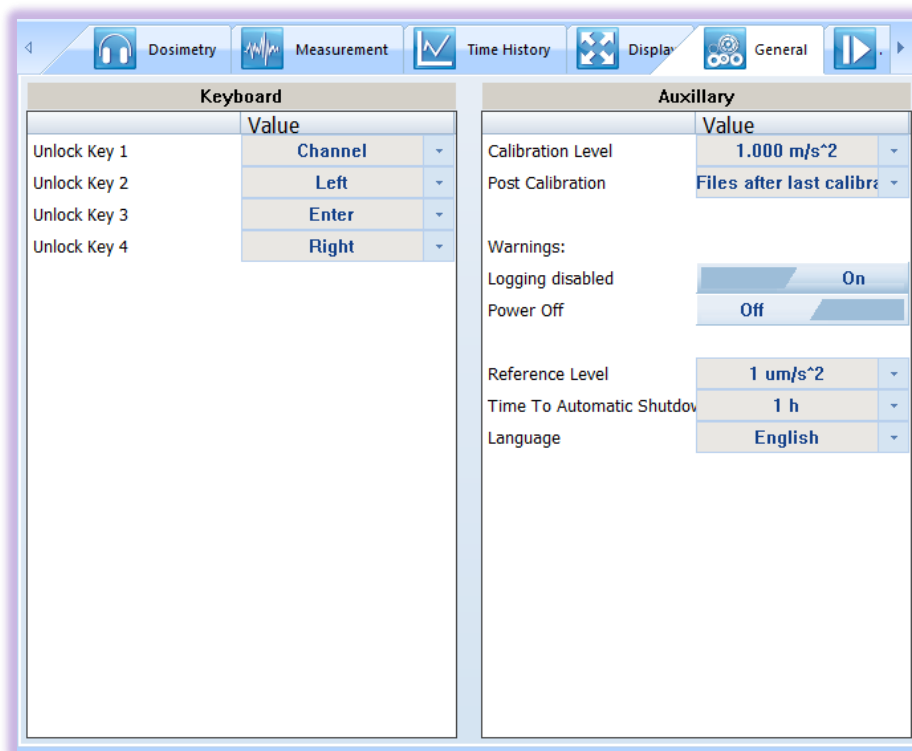 Dosimetry Measurement Time History Display General .
Keyboard
Value
Unlock Key 1 Channel
Unlock Key 2 Left
Unlock Key 3 Enter
Unlock Key 4 Right
Auxillary
Value
Calibration Level 1.000 m/s^2
Post Calibration Files after last calibra
Warnings:
Logging disabled On
Power Off Off
Reference Level 1 um/s^2
Time To Automatic Shutdov
1 h
Language English